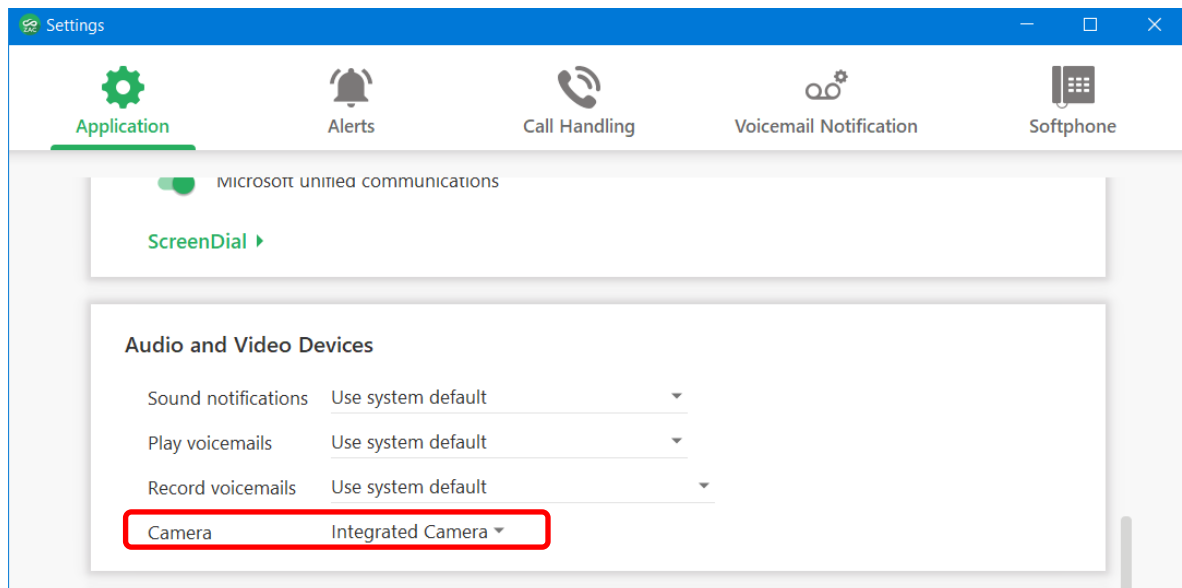 ZAC Settings
Application Alerts Call Handling Voicemail Notification Softphone
Microsoft unified communications
ScreenDial
Audio and Video Devices
Sound notifications Use system default
Play voicemails Use system default
Record voicemails Use system default
Camera Integrated Camera